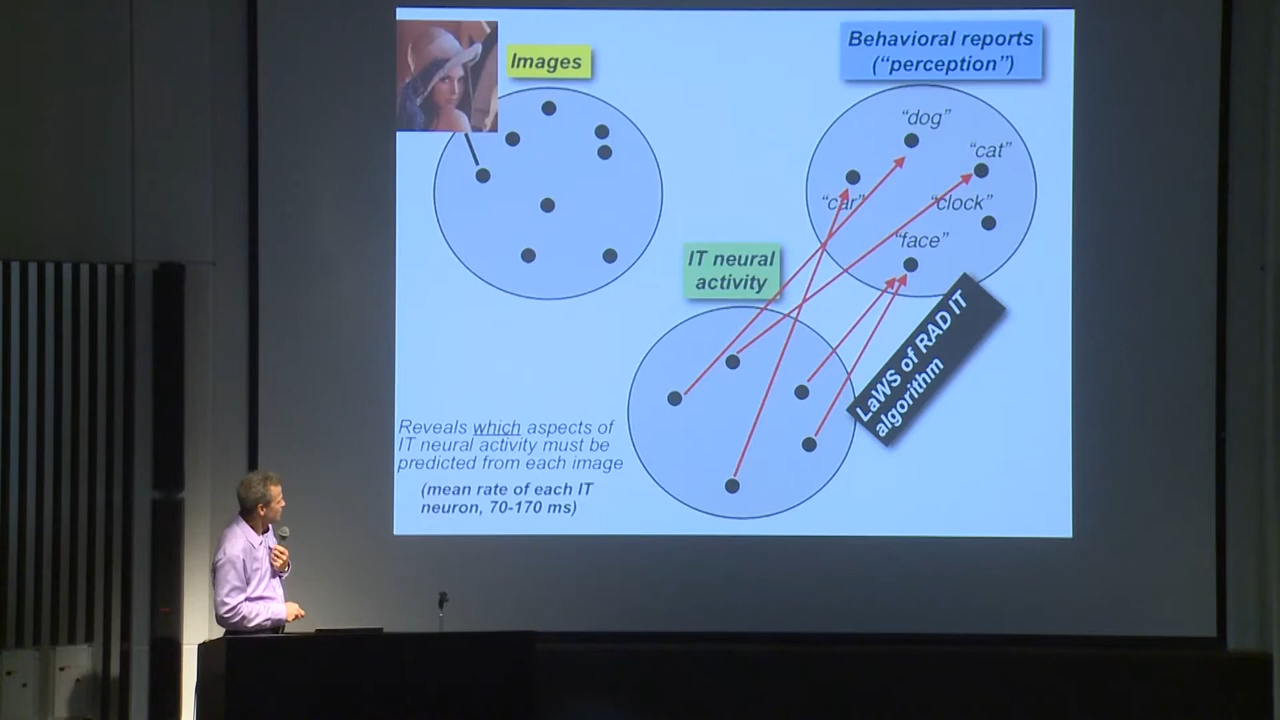 Images
Behavioral reports
(“perception”)
“dog”
“cat”
“car”
“clock”
“face”
IT neural
activity
LaWS of RAD IT
algorithm
Reveals which aspects of
IT neural activity must be
predicted from each image
(mean rate of each IT
neuron, 70-170 ms)